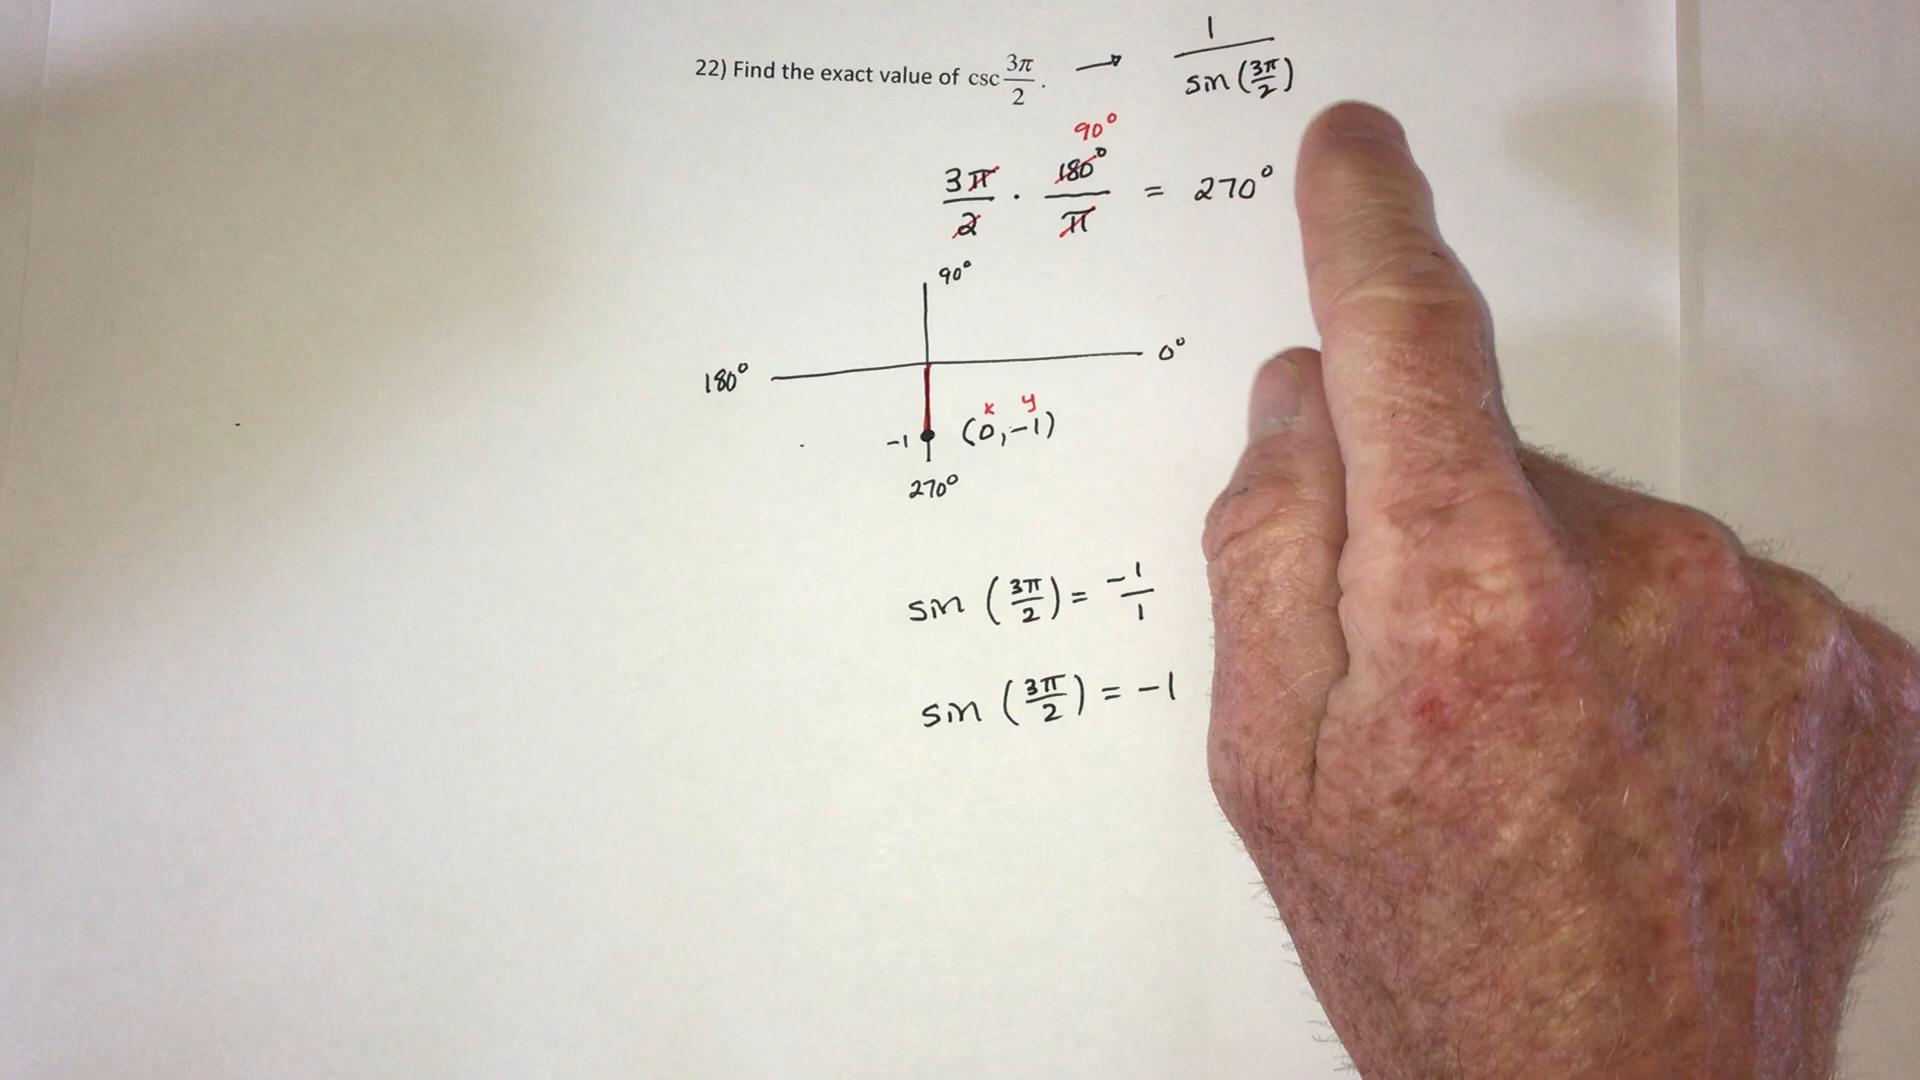 22) Find the exact value of csc 3π/2 . → 1/sin(3π/2)
90°
3π/2 · 180°/π = 270°
90°
180° 0°
x y
-1 (0,-1)
270°
sin (3π/2) = -1/1
sin (3π/2) = -1